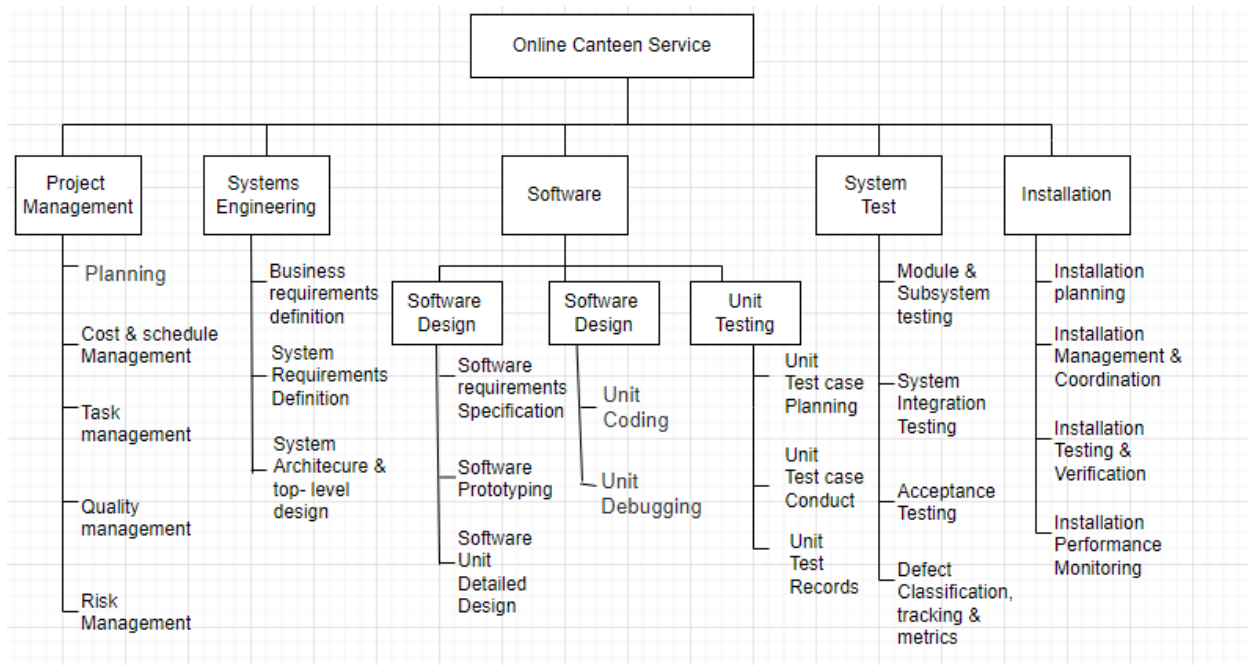 Online Canteen Service
Project
Management
Systems
Engineering
Software
System
Test
Installation
Planning
Cost & schedule
Management
Task
management
Quality
management
Risk
Management
Business
requirements
definition
System
Requirements
Definition
System
Architecure &
top- level
design
Software
Design
Software
requirements
Specification
Software
Prototyping
Software
Unit
Detailed
Design
Software
Design
Unit
Coding
Unit
Debugging
Unit
Testing
Unit
Test case
Planning
Unit
Test case
Conduct
Unit
Test
Records
Module &
Subsystem
testing
System
Integration
Testing
Acceptance
Testing
Defect
Classification,
tracking &
metrics
Installation
planning
Installation
Management &
Coordination
Installation
Testing &
Verification
Installation
Performance
Monitoring